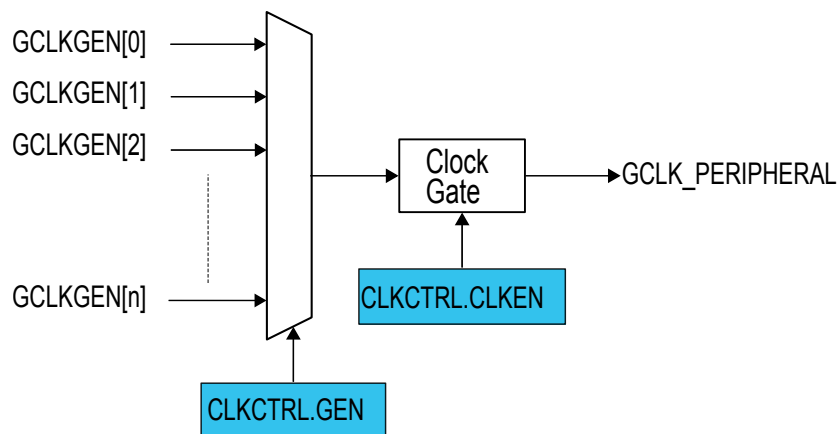 GCLKGEN[0]
GCLKGEN[1]
GCLKGEN[2]
Clock
Gate
GCLK_PERIPHERAL
GCLKGEN[n]
CLKCTRL.CLKEN
CLKCTRL.GEN